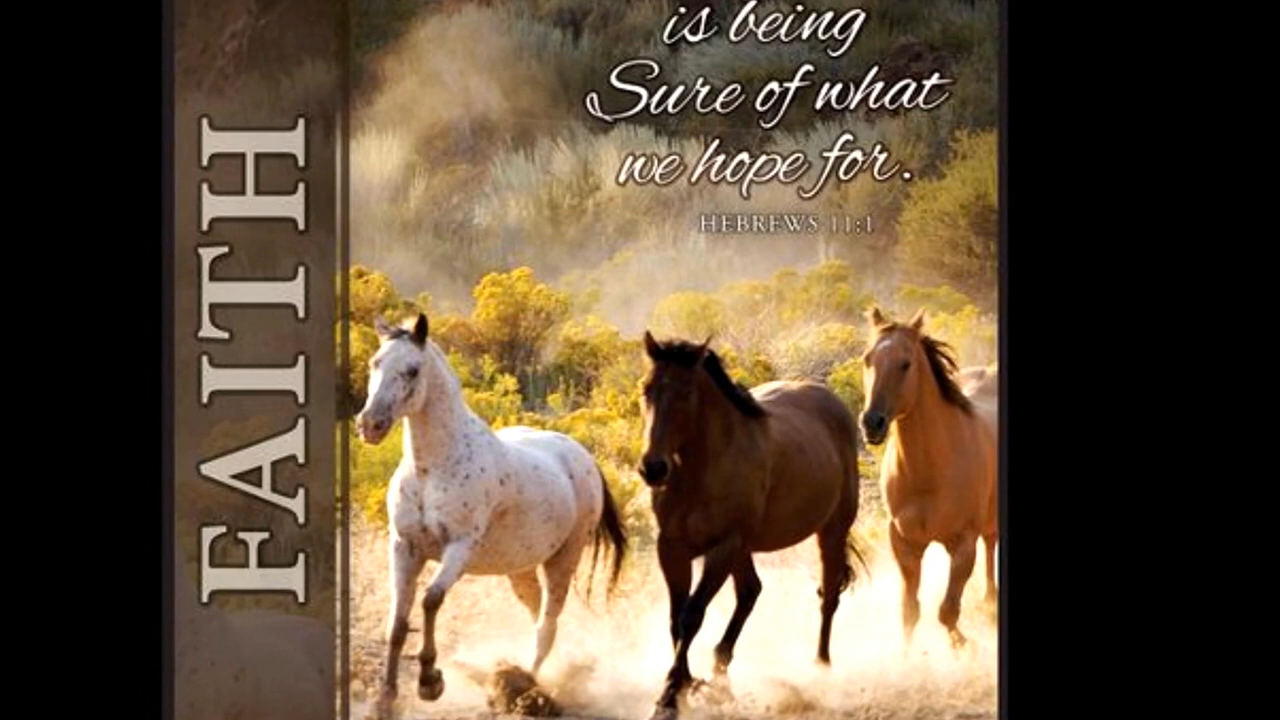 FAITH
is being
Sure of what
we hope for.
HEBREWS 11:1